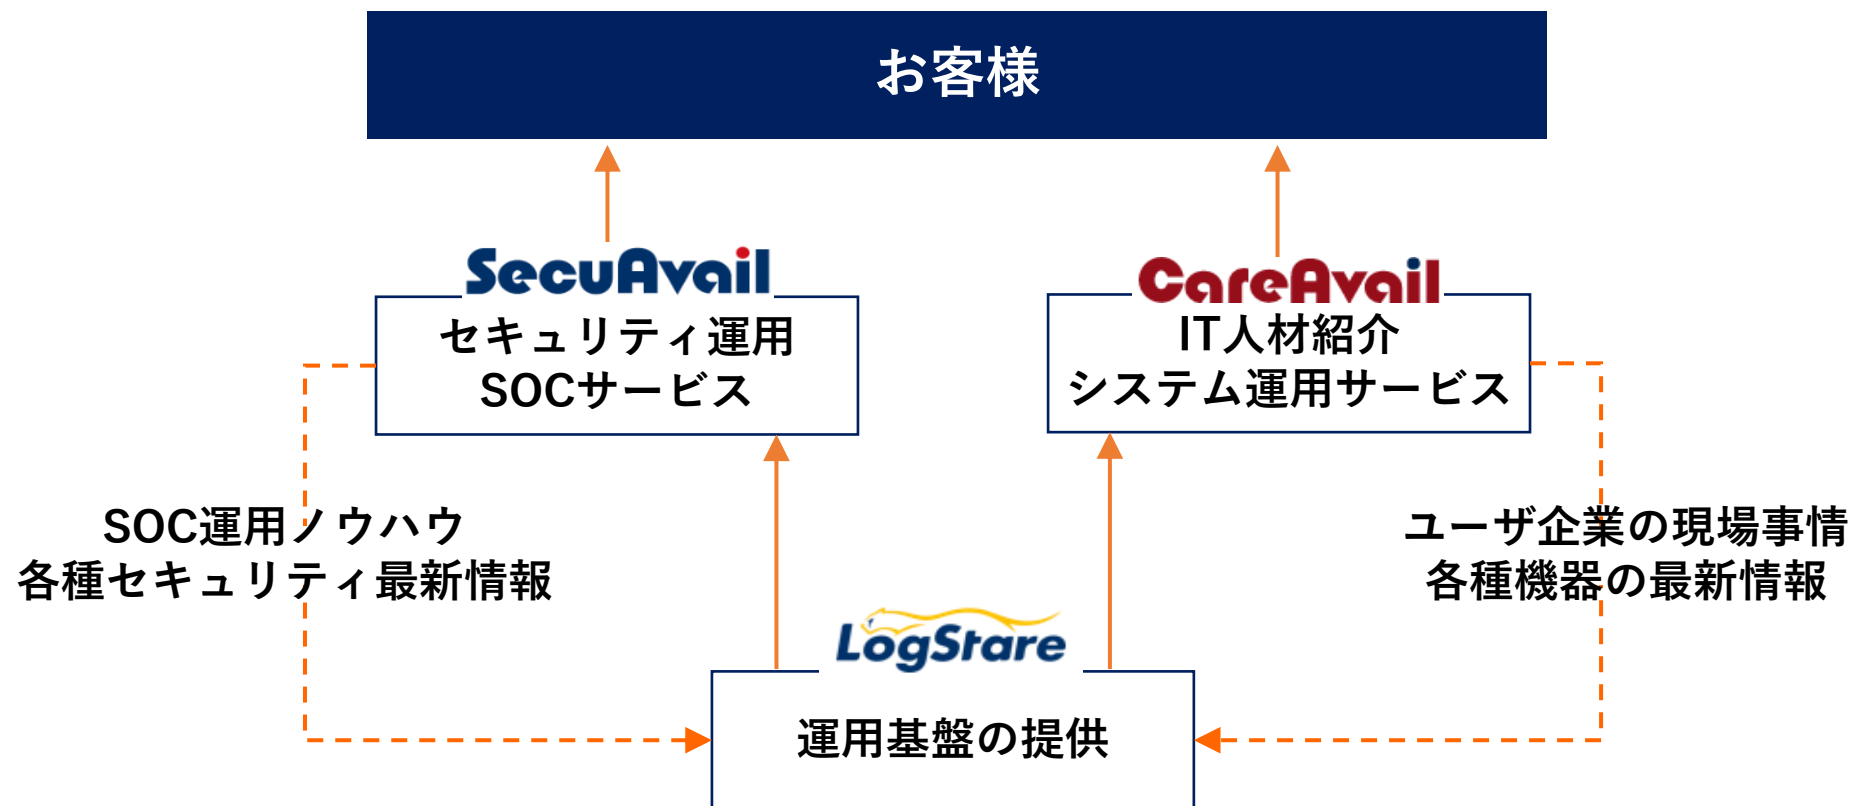 お客様
SecuAvail
セキュリティ運用
SOCサービス
CareAvail
IT人材紹介
システム運用サービス
SOC運用ノウハウ
各種セキュリティ最新情報
ユーザ企業の現場事情
各種機器の最新情報
LogStare
運用基盤の提供